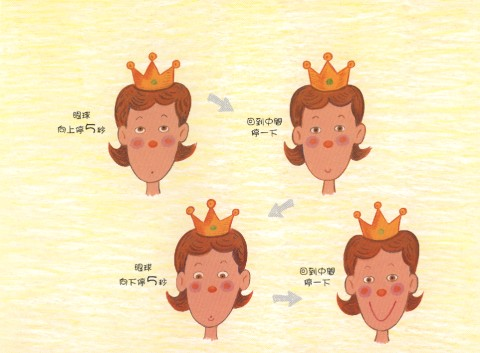 眼球
向上停5秒
回到中間
停一下
眼球
向下停5秒
回到中間
停一下